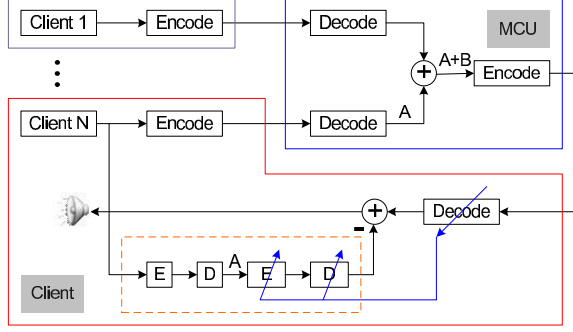 Client 1 Encode Decode MCU
+ A+B Encode
Client N Encode Decode A
+ Decode
-
E D A E D
Client